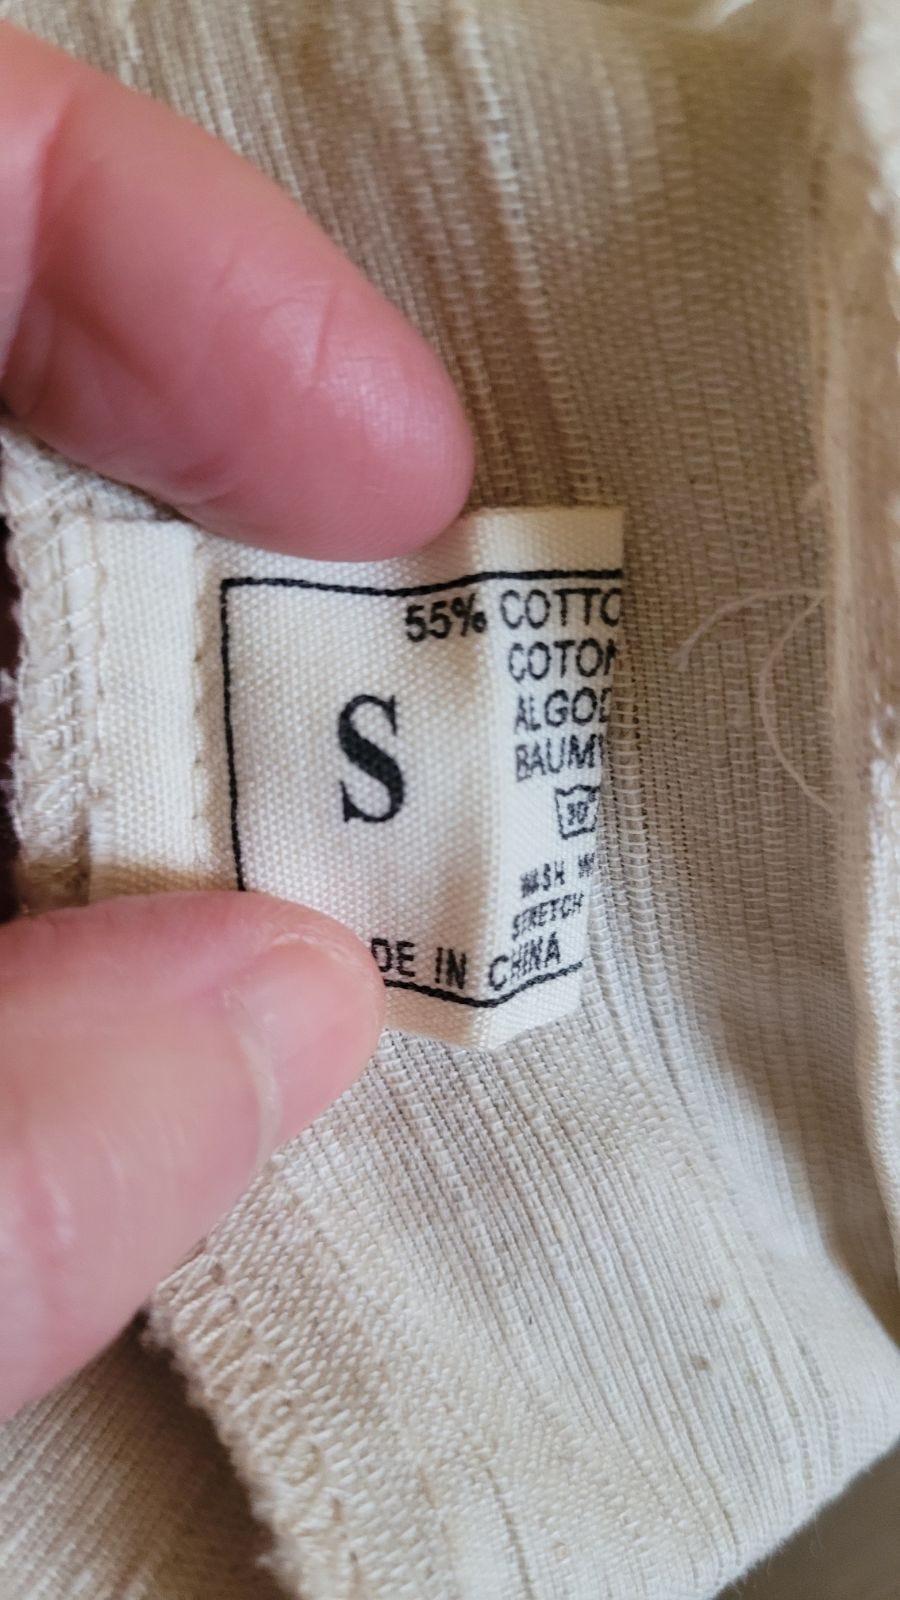 55% COTTO
COTON
ALGOD
BAUMW
S
30°
WASH W
STRETCH
DE IN CHINA